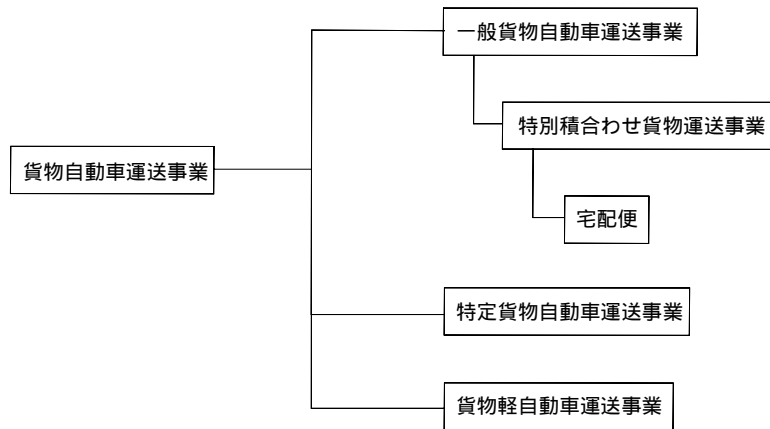 一般貨物自動車運送事業
特別積合わせ貨物運送事業
貨物自動車運送事業
宅配便
特定貨物自動車運送事業
貨物軽自動車運送事業